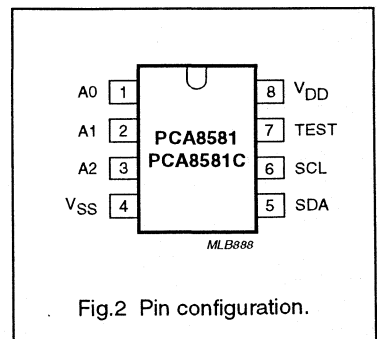 A0 1 8 VDD
A1 2 7 TEST
PCA8581
PCA8581C
A2 3 6 SCL
VSS 4 5 SDA
MLB888
Fig.2 Pin configuration.